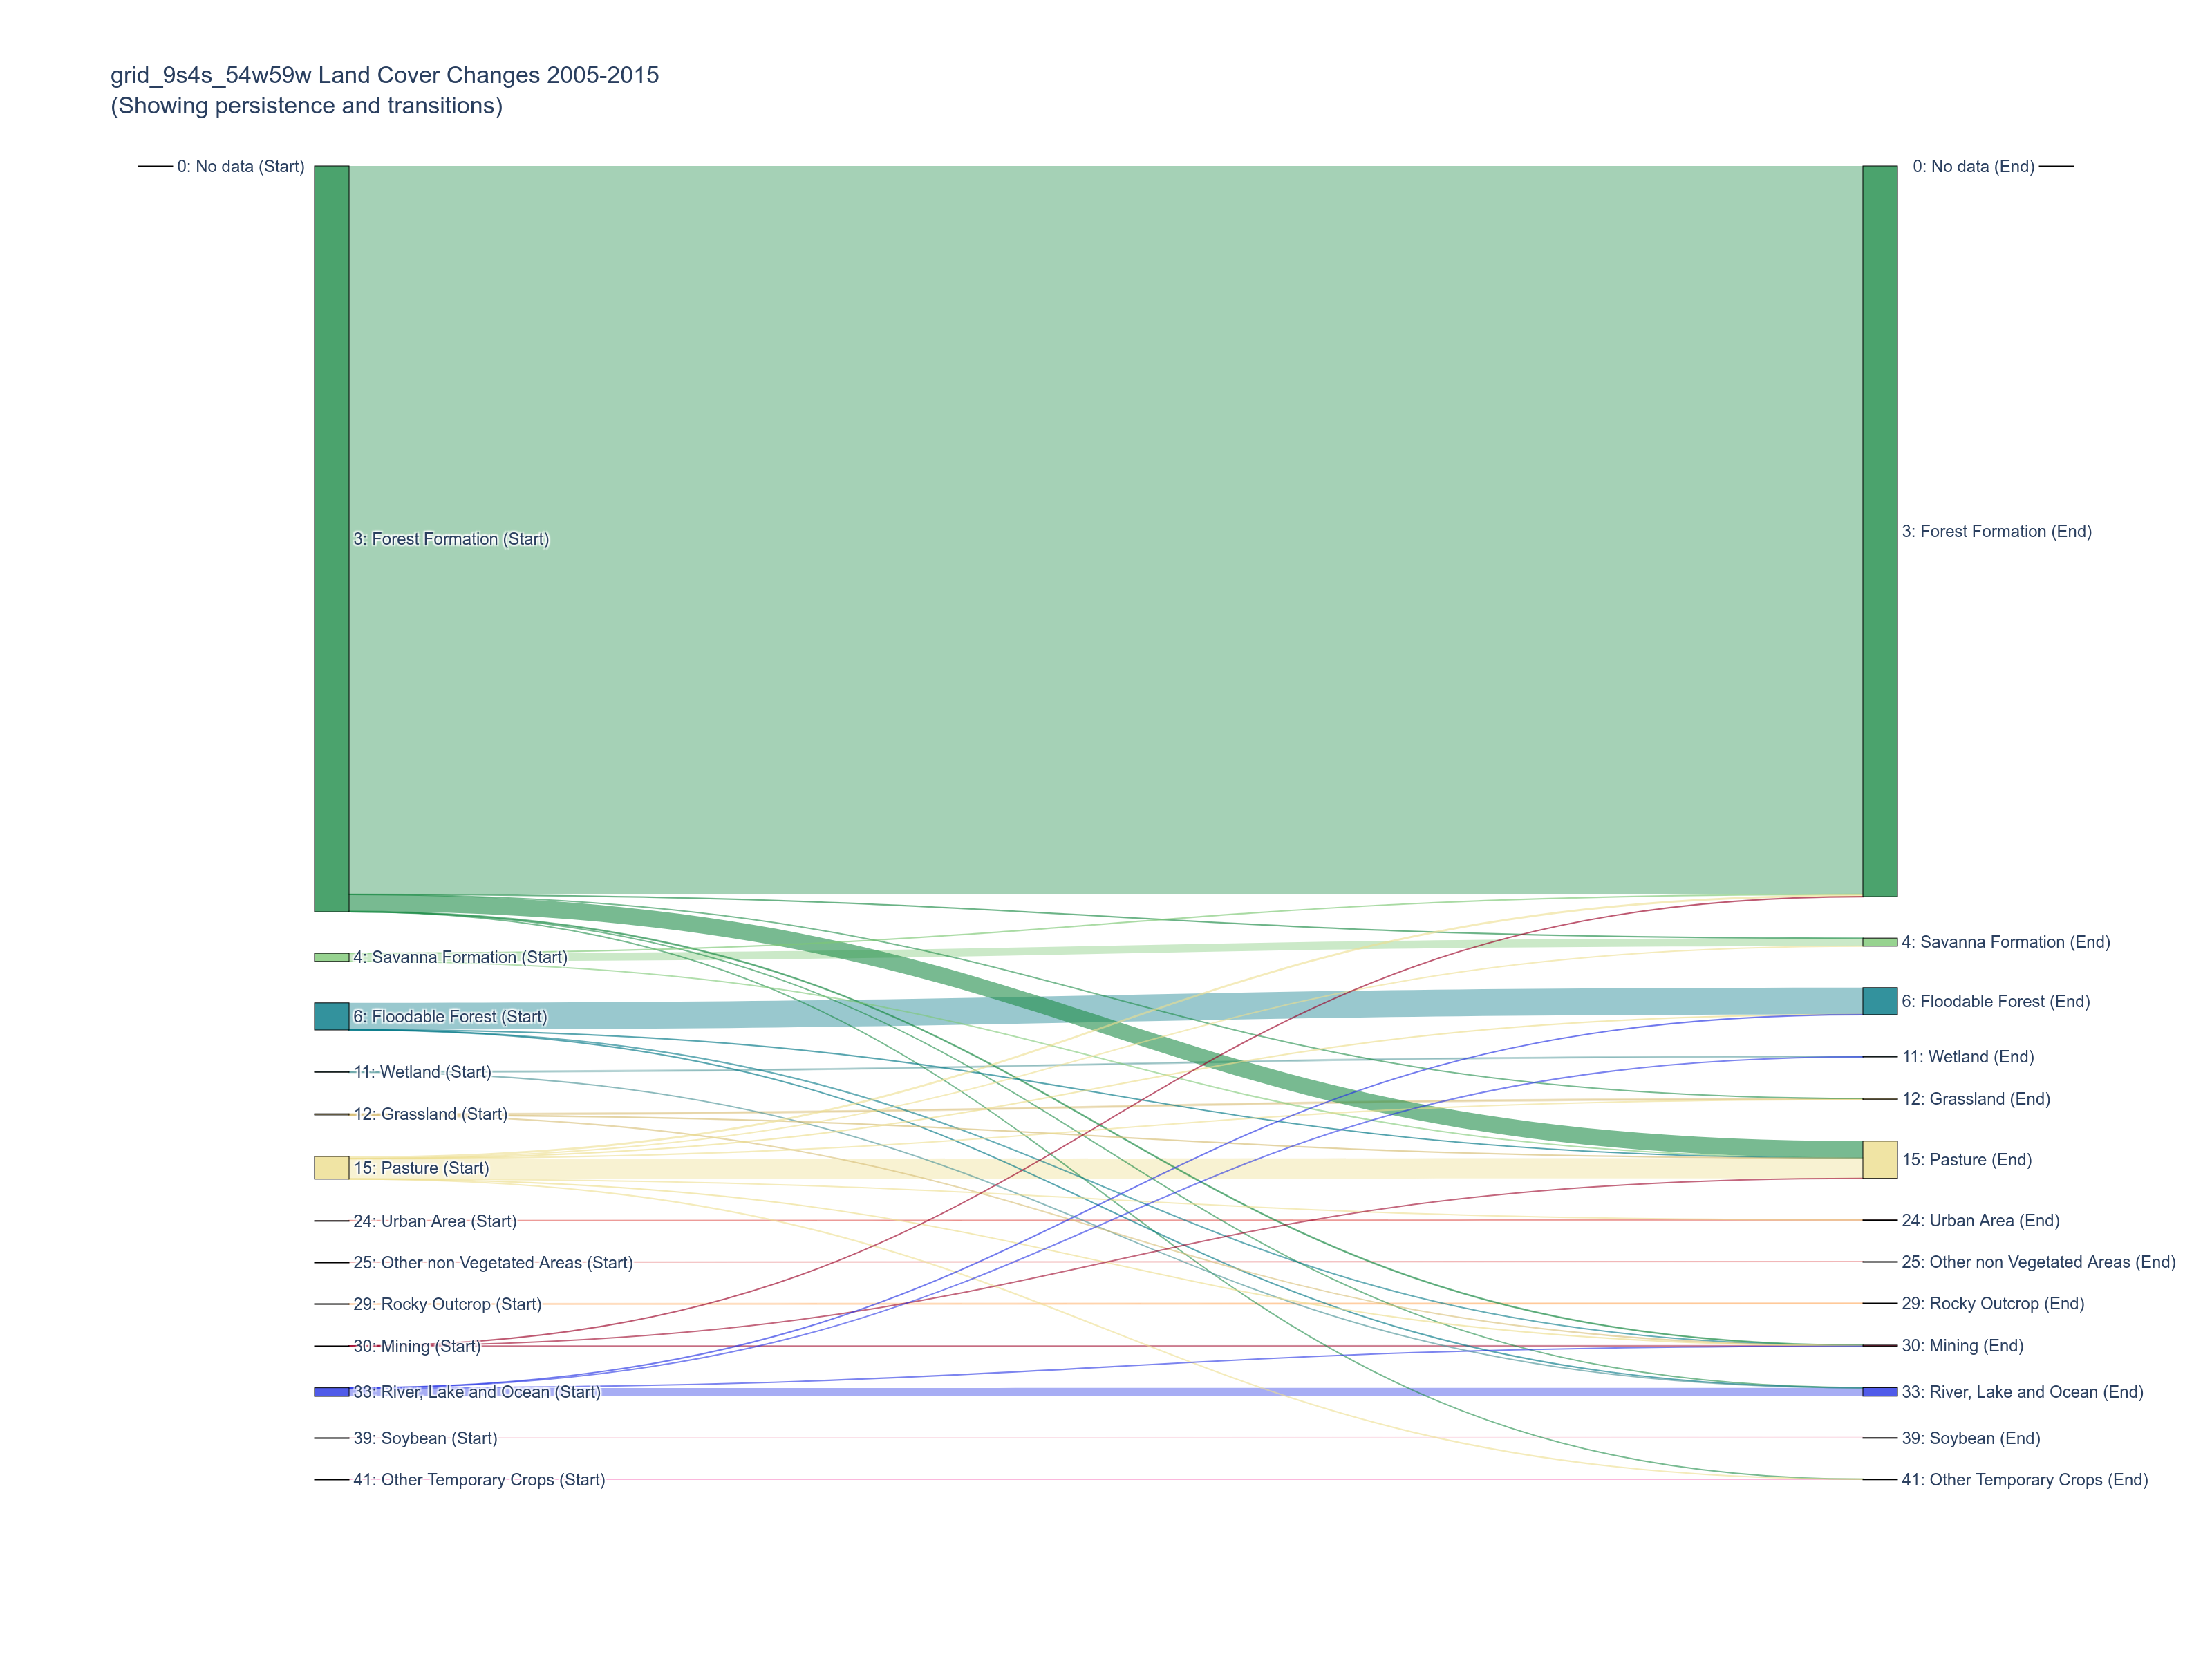 grid_9s4s_54w59w Land Cover Changes 2005-2015
(Showing persistence and transitions)
0: No data (Start)
0: No data (End)
3: Forest Formation (Start)
3: Forest Formation (End)
4: Savanna Formation (Start)
4: Savanna Formation (End)
6: Floodable Forest (Start)
6: Floodable Forest (End)
11: Wetland (Start)
11: Wetland (End)
12: Grassland (Start)
12: Grassland (End)
15: Pasture (Start)
15: Pasture (End)
24: Urban Area (Start)
24: Urban Area (End)
25: Other non Vegetated Areas (Start)
25: Other non Vegetated Areas (End)
29: Rocky Outcrop (Start)
29: Rocky Outcrop (End)
30: Mining (Start)
30: Mining (End)
33: River, Lake and Ocean (Start)
33: River, Lake and Ocean (End)
39: Soybean (Start)
39: Soybean (End)
41: Other Temporary Crops (Start)
41: Other Temporary Crops (End)